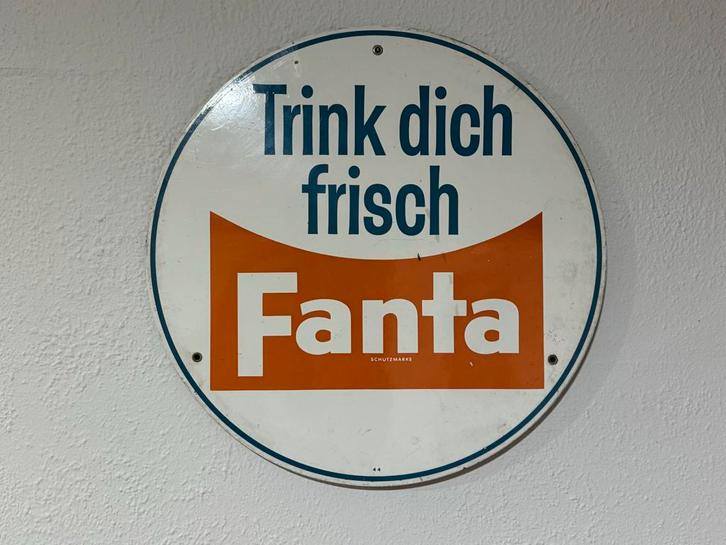 Trink dich
frisch
Fanta
SCHUTZMARKE
44